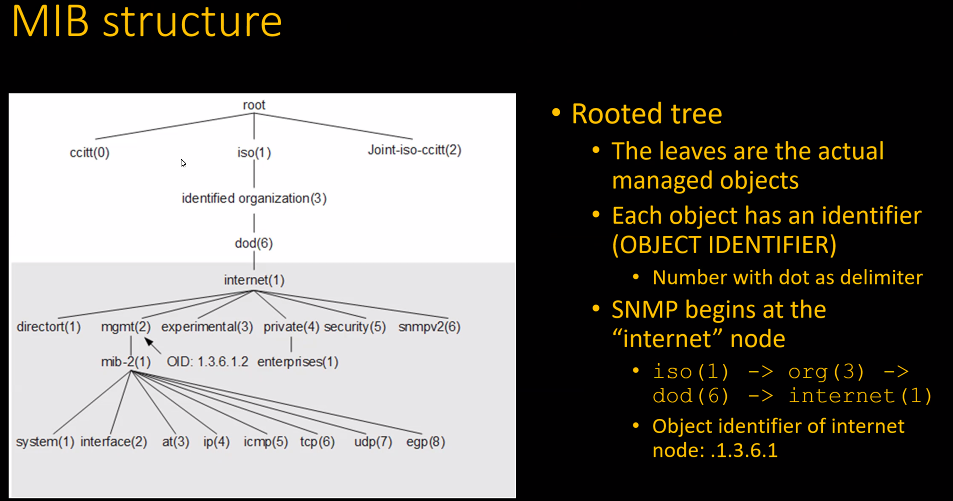 MIB structure
root
ccitt(0) iso(1) Joint-iso-ccitt(2)
identified organization(3)
dod(6)
internet(1)
directort(1) mgmt(2) experimental(3) private(4) security(5) snmpv2(6)
mib-2(1) OID: 1.3.6.1.2 enterprises(1)
system(1) interface(2) at(3) ip(4) icmp(5) tcp(6) udp(7) egp(8)
• Rooted tree
• The leaves are the actual
managed objects
• Each object has an identifier
(OBJECT IDENTIFIER)
• Number with dot as delimiter
• SNMP begins at the
“internet” node
• iso(1) -> org(3) ->
dod(6) -> internet(1)
• Object identifier of internet
node: .1.3.6.1